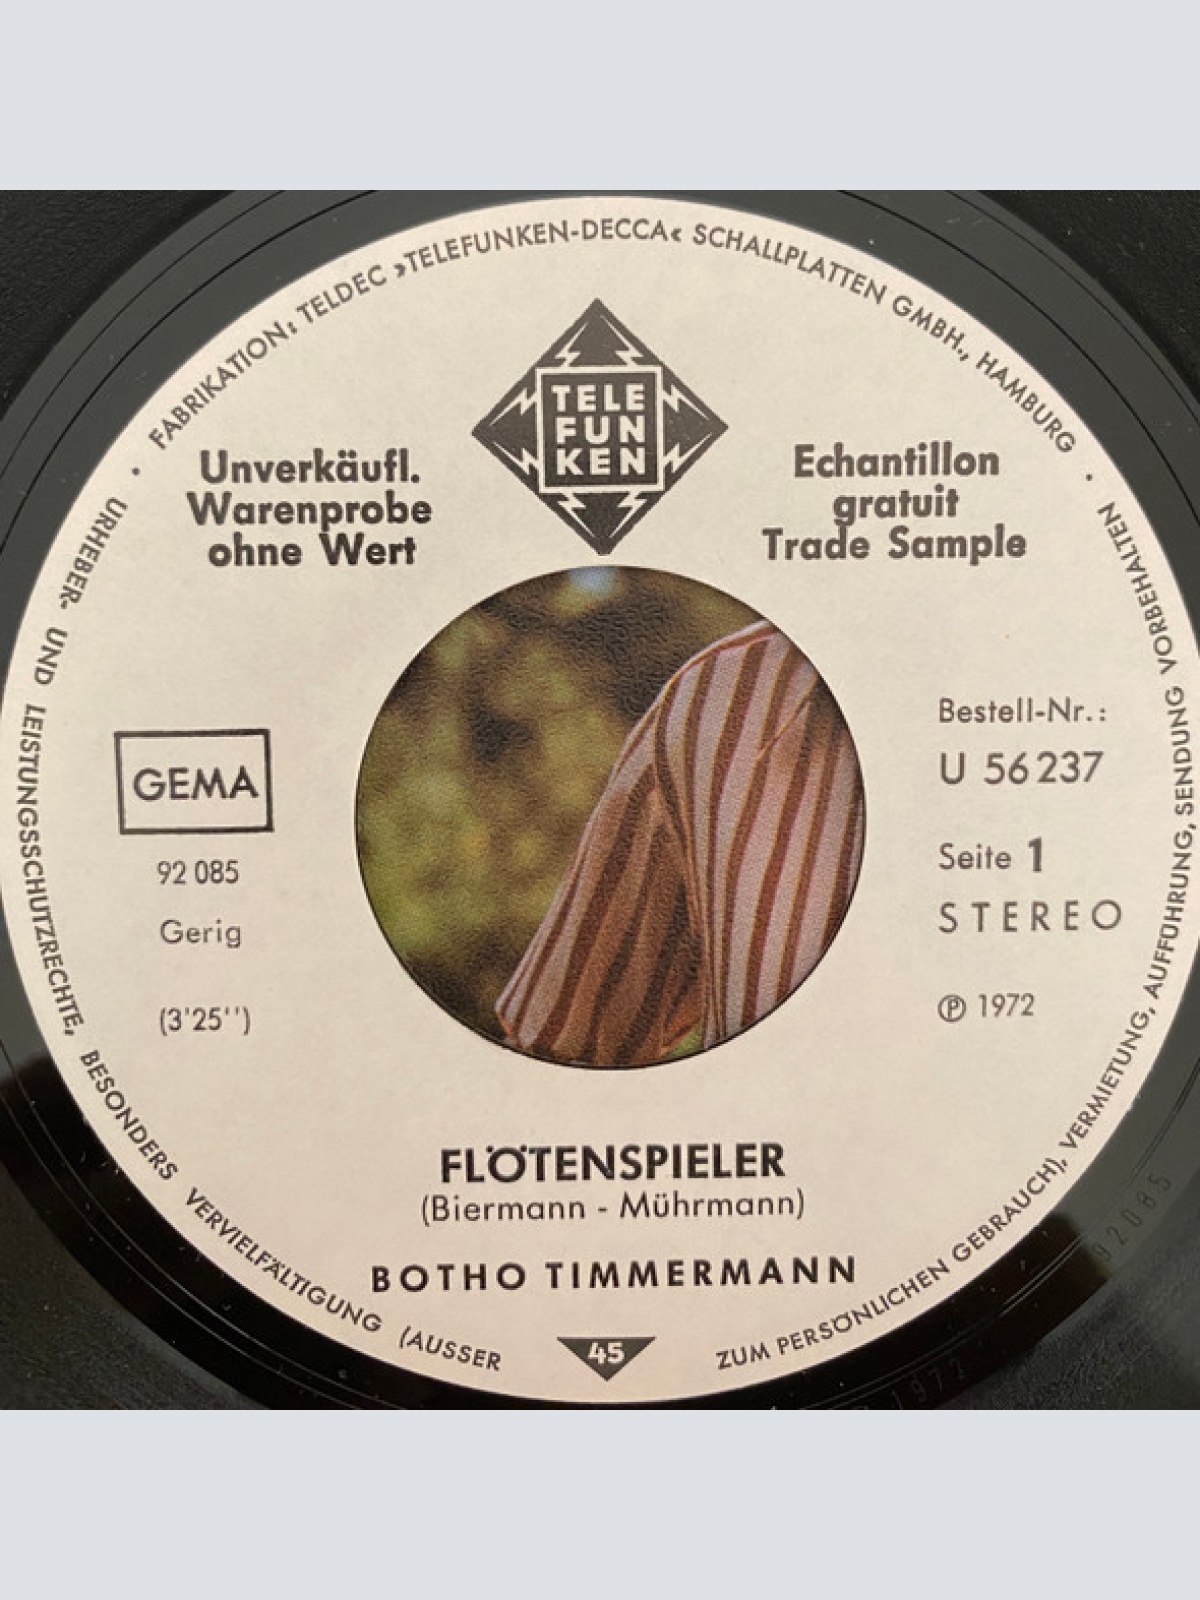 FABRIKATION: TELDEC »TELEFUNKEN-DECCA« SCHALLPLATTEN GMBH., HAMBURG ·
URHEBER- UND LEISTUNGSSCHUTZRECHTE, BESONDERS VERVIELFÄLTIGUNG (AUSSER
ZUM PERSÖNLICHEN GEBRAUCH), VERMIETUNG, AUFFÜHRUNG, SENDUNG VORBEHALTEN ·
TELE
FUN
KEN
Unverkäufl.
Warenprobe
ohne Wert
Echantillon
gratuit
Trade Sample
GEMA
92 085
Gerig
(3'25'')
Bestell-Nr.:
U 56 237
Seite 1
STEREO
℗ 1972
FLÖTENSPIELER
(Biermann - Mührmann)
BOTHO TIMMERMANN
45
92085
1972